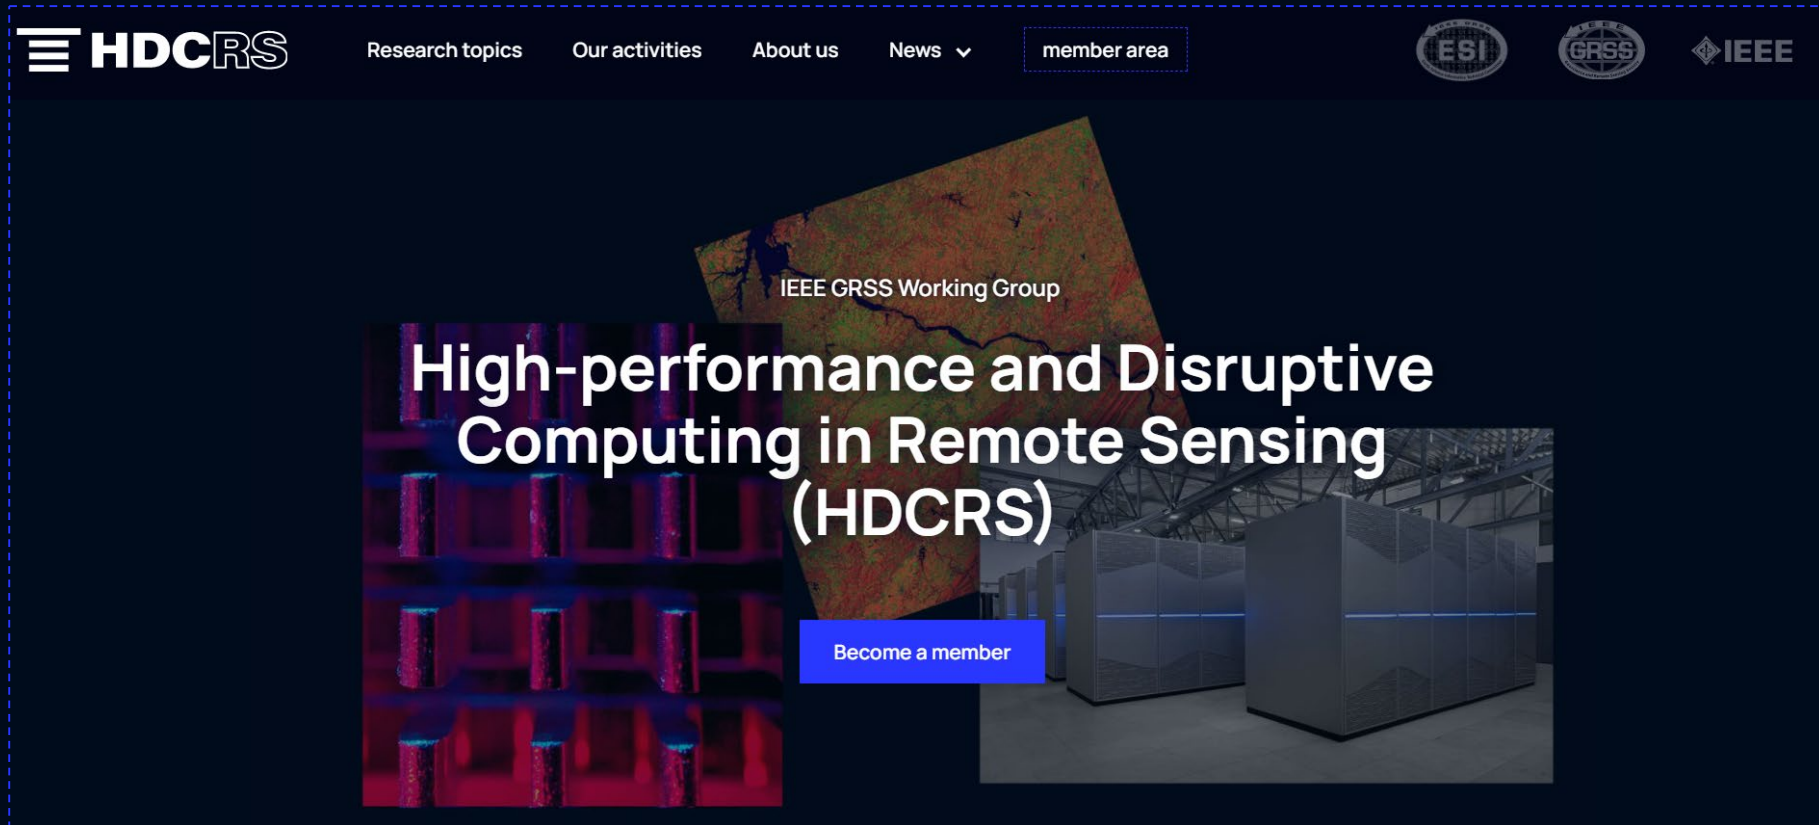 HDCRS
Research topics
Our activities
About us
News
member area
ESI
IEEE
GRSS
IEEE
IEEE GRSS Working Group
High-performance and Disruptive
Computing in Remote Sensing
(HDCRS)
Become a member